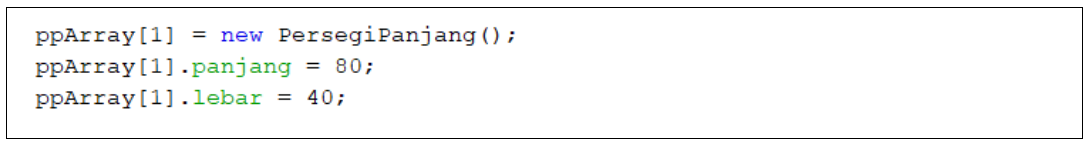 ppArray[1] = new PersegiPanjang();
ppArray[1].panjang = 80;
ppArray[1].lebar = 40;